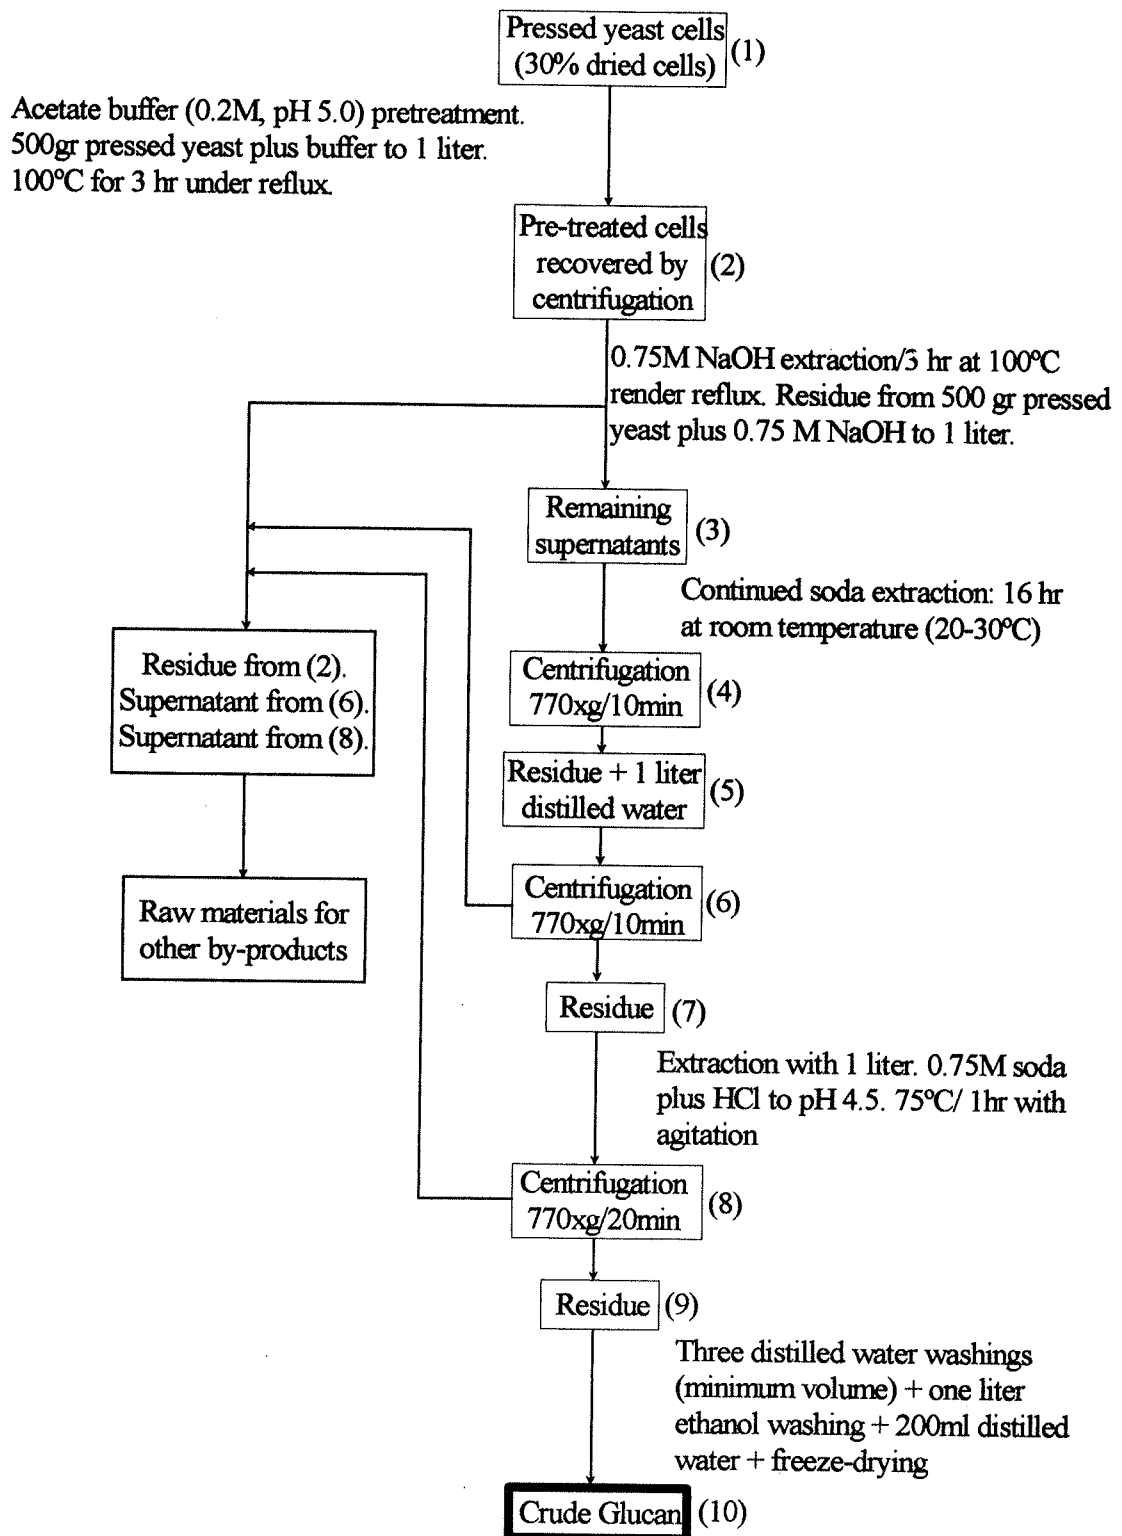 Pressed yeast cells
(30% dried cells)
(1)
Acetate buffer (0.2M, pH 5.0) pretreatment.
500gr pressed yeast plus buffer to 1 liter.
100ºC for 3 hr under reflux.
Pre-treated cells
recovered by
centrifugation
(2)
0.75M NaOH extraction/3 hr at 100ºC
render reflux. Residue from 500 gr pressed
yeast plus 0.75 M NaOH to 1 liter.
Remaining
supernatants
(3)
Continued soda extraction: 16 hr
at room temperature (20-30ºC)
Residue from (2).
Supernatant from (6).
Supernatant from (8).
Centrifugation
770xg/10min
(4)
Residue + 1 liter
distilled water
(5)
Centrifugation
770xg/10min
(6)
Raw materials for
other by-products
Residue
(7)
Extraction with 1 liter. 0.75M soda
plus HCl to pH 4.5. 75ºC/ 1hr with
agitation
Centrifugation
770xg/20min
(8)
Residue
(9)
Three distilled water washings
(minimum volume) + one liter
ethanol washing + 200ml distilled
water + freeze-drying
Crude Glucan
(10)